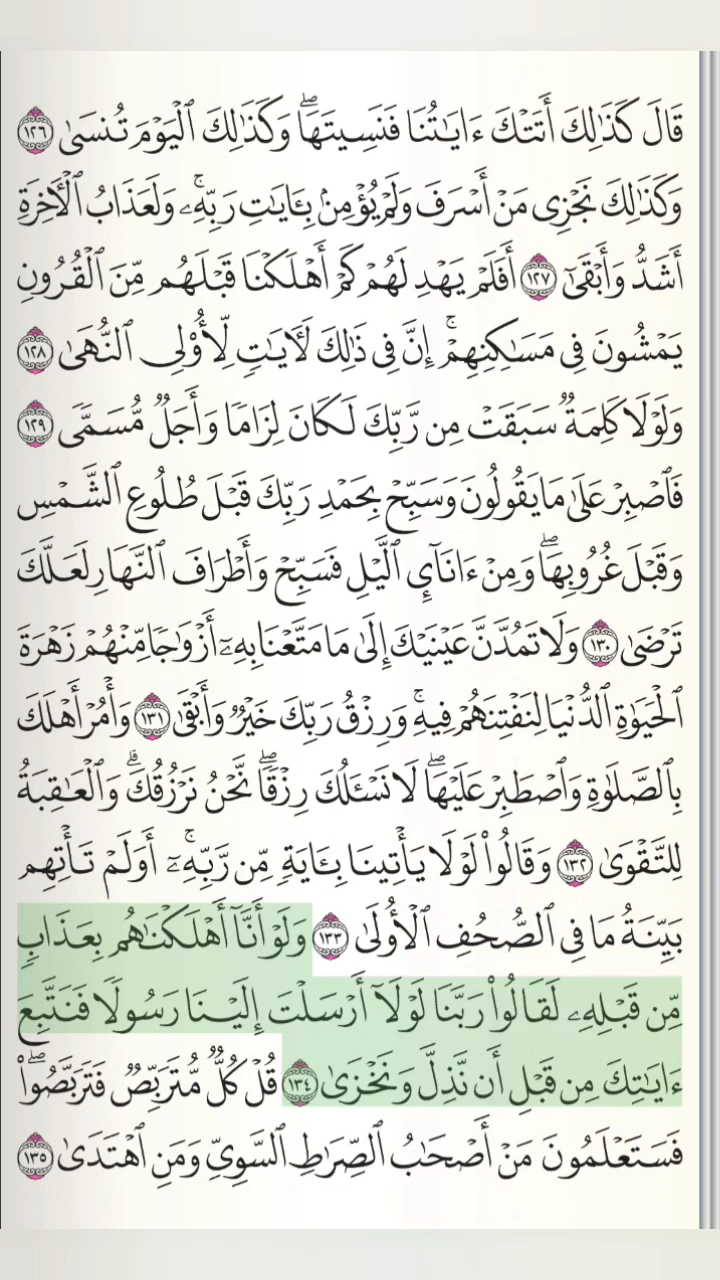 قَالَ كَذَٰلِكَ أَتَتْكَ ءَايَٰتُنَا فَنَسِيتَهَا ۖ وَكَذَٰلِكَ ٱلْيَوْمَ تُنسَىٰ ١٢٦
وَكَذَٰلِكَ نَجْزِى مَنْ أَسْرَفَ وَلَمْ يُؤْمِنۢ بِـَٔايَٰتِ رَبِّهِۦ ۚ وَلَعَذَابُ ٱلْـَٔاخِرَةِ
أَشَدُّ وَأَبْقَىٰٓ ١٢٧ أَفَلَمْ يَهْدِ لَهُمْ كَمْ أَهْلَكْنَا قَبْلَهُم مِّنَ ٱلْقُرُونِ
يَمْشُونَ فِى مَسَٰكِنِهِمْ ۚ إِنَّ فِى ذَٰلِكَ لَـَٔايَٰتٍ لِّأُو۟لِى ٱلنُّهَىٰ ١٢٨
وَلَوْلَا كَلِمَةٌ سَبَقَتْ مِن رَّبِّكَ لَكَانَ لِزَامًا وَأَجَلٌ مُّسَمًّى ١٢٩
فَٱصْبِرْ عَلَىٰ مَا يَقُولُونَ وَسَبِّحْ بِحَمْدِ رَبِّكَ قَبْلَ طُلُوعِ ٱلشَّمْسِ
وَقَبْلَ غُرُوبِهَا ۖ وَمِنْ ءَانَآئِ ٱلَّيْلِ فَسَبِّحْ وَأَطْرَافَ ٱلنَّهَارِ لَعَلَّكَ
تَرْضَىٰ ١٣٠ وَلَا تَمُدَّنَّ عَيْنَيْكَ إِلَىٰ مَا مَتَّعْنَا بِهِۦٓ أَزْوَٰجًا مِّنْهُمْ زَهْرَةَ
ٱلْحَيَوٰةِ ٱلدُّنْيَا لِنَفْتِنَهُمْ فِيهِ ۚ وَرِزْقُ رَبِّكَ خَيْرٌ وَأَبْقَىٰ ١٣١ وَأْمُرْ أَهْلَكَ
بِٱلصَّلَوٰةِ وَٱصْطَبِرْ عَلَيْهَا ۖ لَا نَسْـَٔلُكَ رِزْقًا ۖ نَّحْنُ نَرْزُقُكَ ۗ وَٱلْعَٰقِبَةُ
لِلتَّقْوَىٰ ١٣٢ وَقَالُوا۟ لَوْلَا يَأْتِينَا بِـَٔايَةٍ مِّن رَّبِّهِۦٓ ۚ أَوَلَمْ تَأْتِهِم
بَيِّنَةُ مَا فِى ٱلصُّحُفِ ٱلْأُولَىٰ ١٣٣ وَلَوْ أَنَّآ أَهْلَكْنَٰهُم بِعَذَابٍ
مِّن قَبْلِهِۦ لَقَالُوا۟ رَبَّنَا لَوْلَآ أَرْسَلْتَ إِلَيْنَا رَسُولًا فَنَتَّبِعَ
ءَايَٰتِكَ مِن قَبْلِ أَن نَّذِلَّ وَنَخْزَىٰ ١٣٤ قُلْ كُلٌّ مُّتَرَبِّصٌ فَتَرَبَّصُوا۟ ۖ
فَسَتَعْلَمُونَ مَنْ أَصْحَٰبُ ٱلصِّرَٰطِ ٱلسَّوِىِّ وَمَنِ ٱهْتَدَىٰ ١٣٥